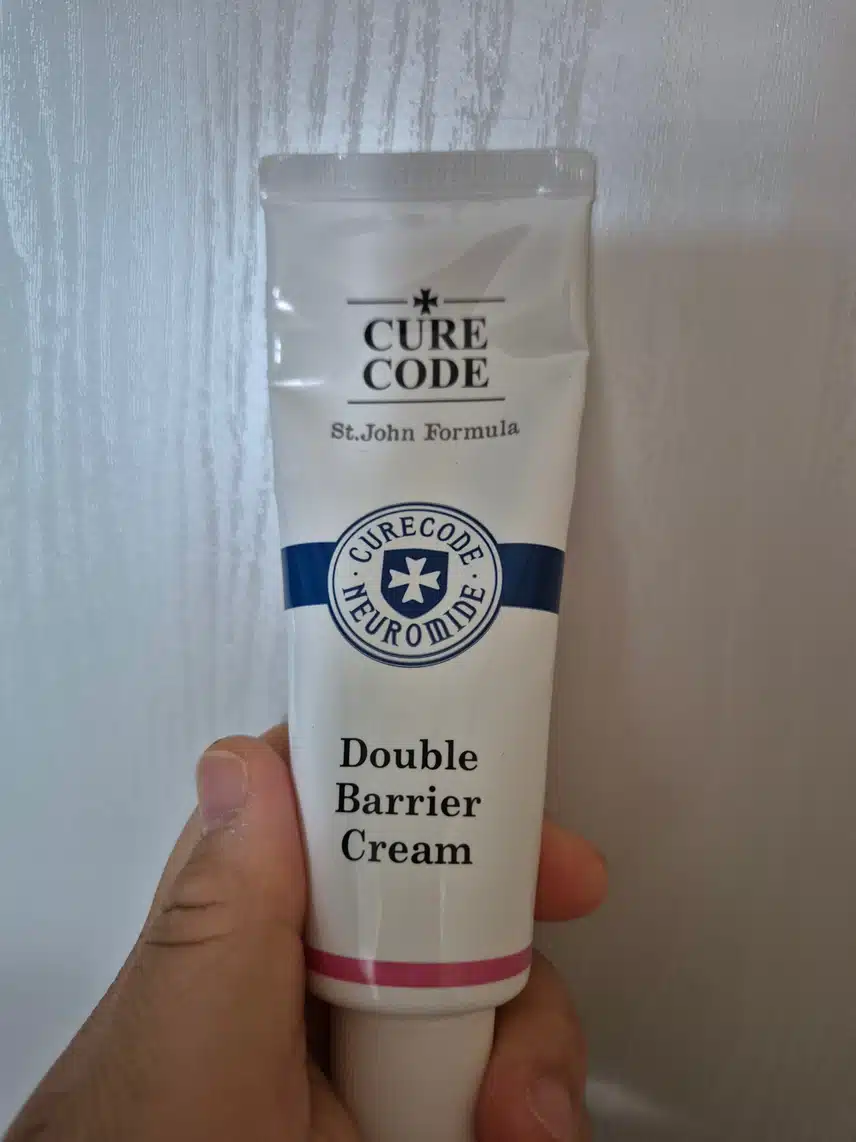 CURE
CODE
St.John Formula
CURECODE
NEUROMIDE
Double
Barrier
Cream